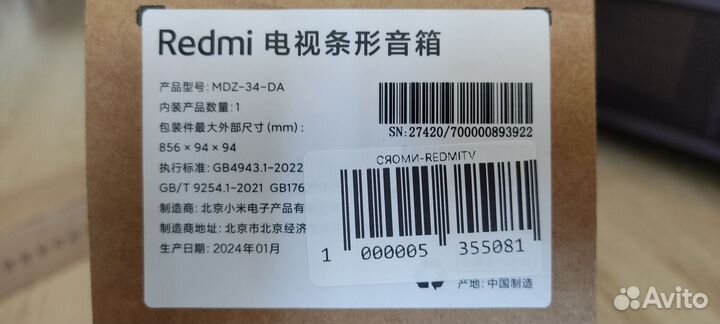 Redmi 电视条形音箱
产品型号: MDZ-34-DA
内装产品数量: 1
包装件最大外部尺寸 (mm):
856 × 94 × 94
SN: 27420/700000893922
执行标准: GB4943.1-2022
GB/T 9254.1-2021 GB176
制造商: 北京小米电子产品有
制造商地址: 北京市北京经济
生产日期: 2024年01月
СЯОМИ-REDMITV
1 000005 355081
产地: 中国制造
Avito